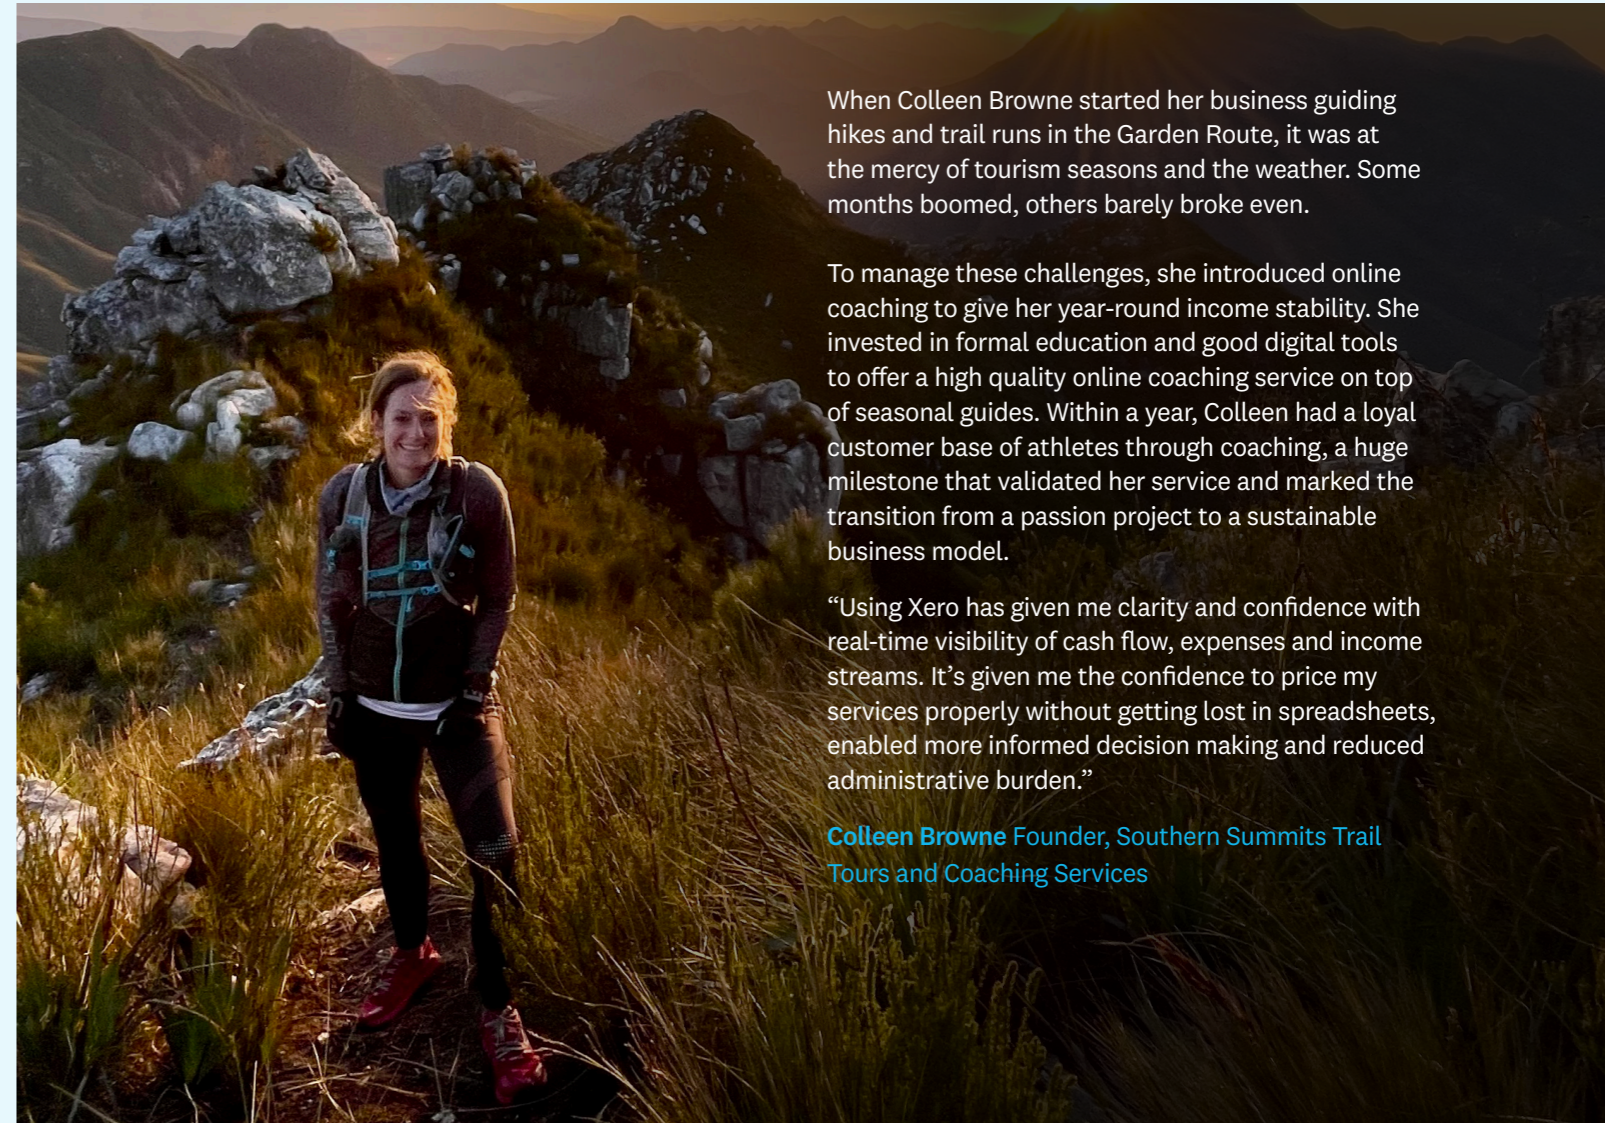 When Colleen Browne started her business guiding
hikes and trail runs in the Garden Route, it was at
the mercy of tourism seasons and the weather. Some
months boomed, others barely broke even.
To manage these challenges, she introduced online
coaching to give her year-round income stability. She
invested in formal education and good digital tools
to offer a high quality online coaching service on top
of seasonal guides. Within a year, Colleen had a loyal
customer base of athletes through coaching, a huge
milestone that validated her service and marked the
transition from a passion project to a sustainable
business model.
“Using Xero has given me clarity and confidence with
real-time visibility of cash flow, expenses and income
streams. It’s given me the confidence to price my
services properly without getting lost in spreadsheets,
enabled more informed decision making and reduced
administrative burden.”
Colleen Browne Founder, Southern Summits Trail
Tours and Coaching Services